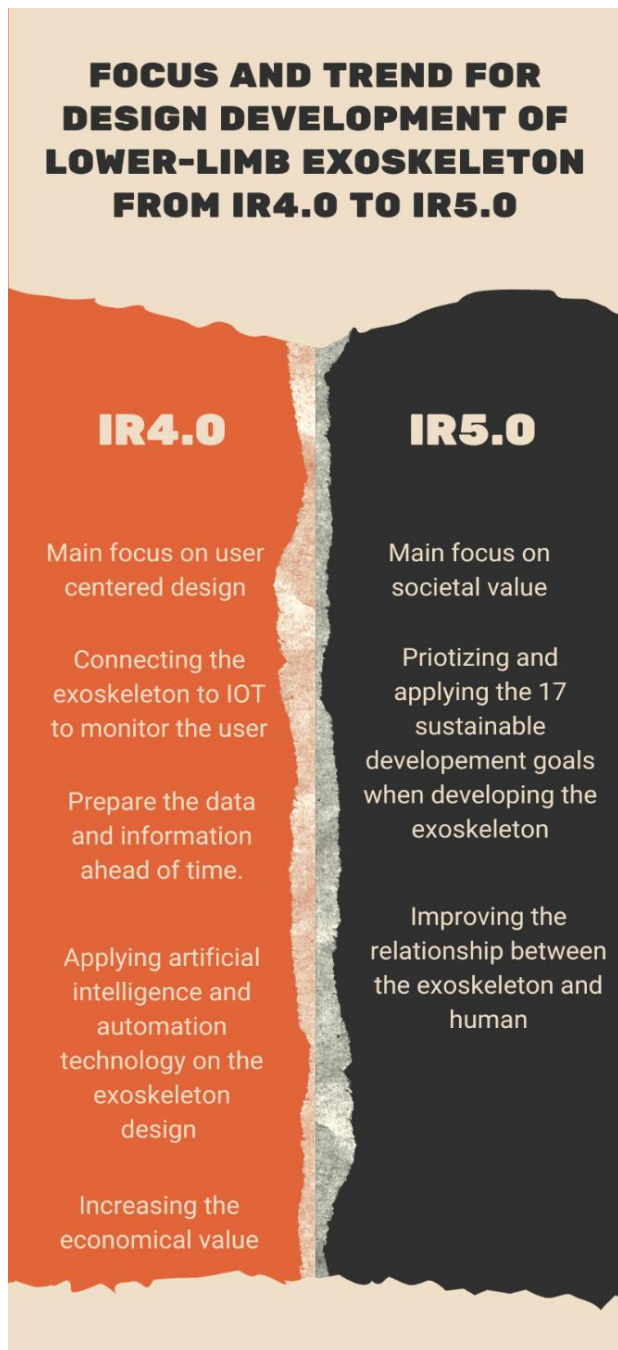 FOCUS AND TREND FOR
DESIGN DEVELOPMENT OF
LOWER-LIMB EXOSKELETON
FROM IR4.0 TO IR5.0
IR4.0
Main focus on user
centered design
Connecting the
exoskeleton to IOT
to monitor the user
Prepare the data
and information
ahead of time.
Applying artificial
intelligence and
automation
technology on the
exoskeleton
design
Increasing the
economical value
IR5.0
Main focus on
societal value
Priotizing and
applying the 17
sustainable
developement goals
when developing the
exoskeleton
Improving the
relationship between
the exoskeleton and
human